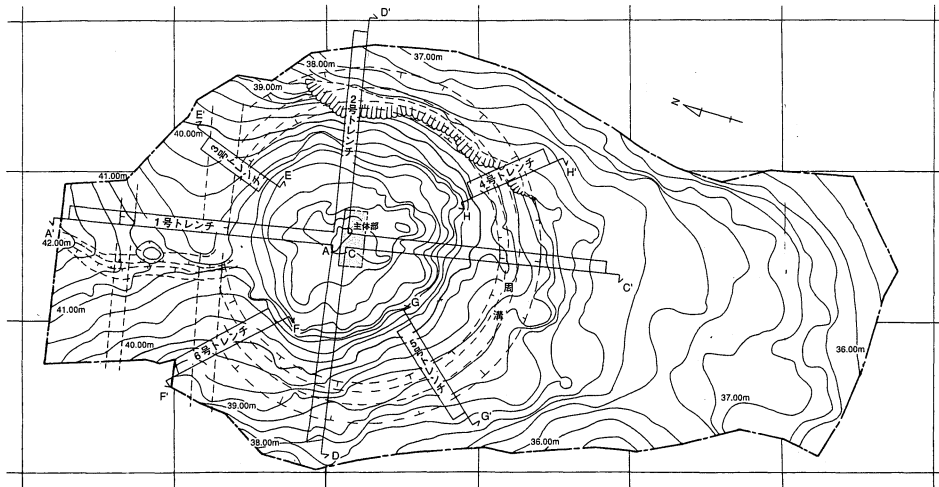 D'
37.00m
38.00m
39.00m
2号トレンチ
N
E'
40.00m
3号トレンチ
E
4号トレンチ
H'
41.00m
H
A'
1号トレンチ
主体部
42.00m
A
C
C'
周
溝
41.00m
G
F
40.00m
6号トレンチ
5号トレンチ
36.00m
F'
39.00m
37.00m
G'
38.00m
36.00m
D